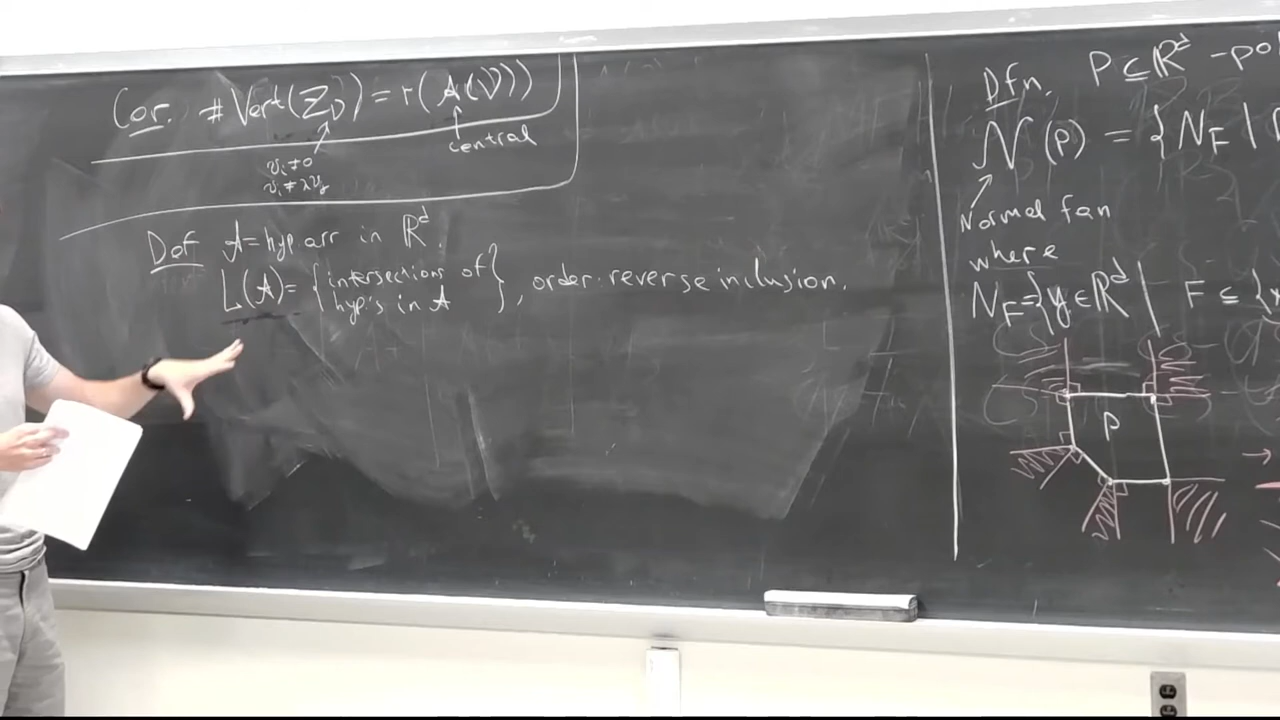 Cor. # Vert(Z_V) = r(A(V))
central
v_i ≠ 0
v_i ≠ λv_j
Def A = hyp. arr in ℝ^d.
L(A) = {intersections of hyp's in A}, order: reverse inclusion.
Dfn. P ⊆ ℝ^d - pol
N(P) = {N_F |
Normal fan
where
N_F = {y ∈ ℝ^d | F ⊆ {
P